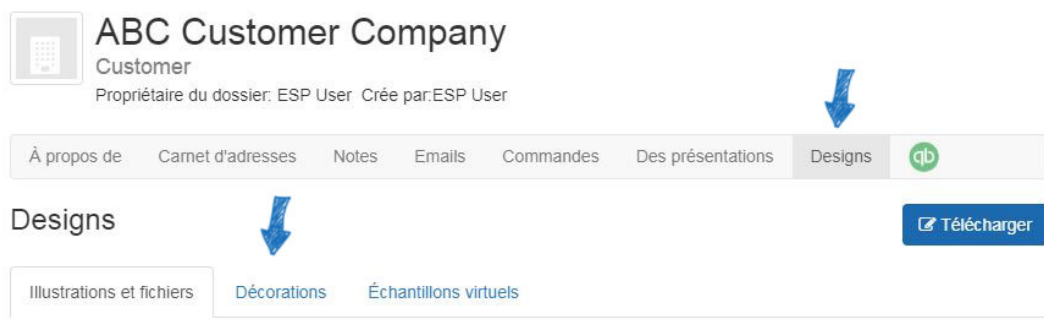 ABC Customer Company
Customer
Propriétaire du dossier: ESP User Crée par:ESP User
À propos de Carnet d'adresses Notes Emails Commandes Des présentations Designs qb
Designs
Télécharger
Illustrations et fichiers Décorations Échantillons virtuels